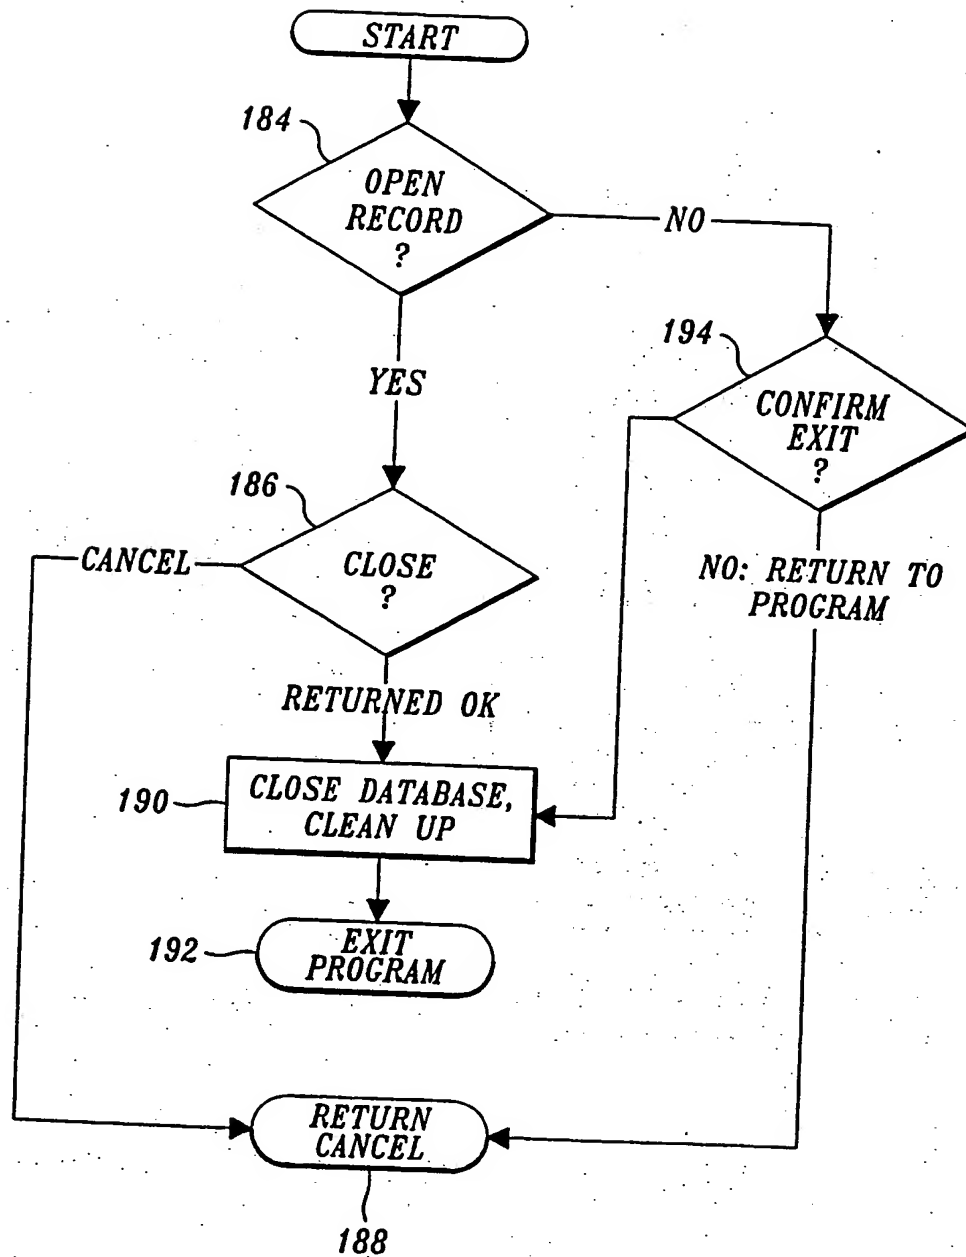 START
184
OPEN
RECORD
?
NO
194
CONFIRM
EXIT
?
YES
186
CANCEL
CLOSE
?
NO: RETURN TO
PROGRAM
RETURNED OK
190
CLOSE DATABASE,
CLEAN UP
192
EXIT
PROGRAM
RETURN
CANCEL
188